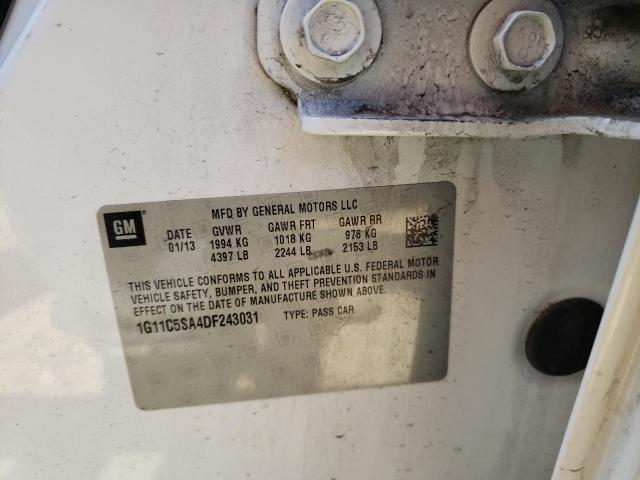 GM
MFD BY GENERAL MOTORS LLC
DATE GVWR GAWR FRT GAWR RR
01/13 1994 KG 1018 KG 976 KG
4397 LB 2244 LB 2153 LB
THIS VEHICLE CONFORMS TO ALL APPLICABLE U.S. FEDERAL MOTOR
VEHICLE SAFETY, BUMPER, AND THEFT PREVENTION STANDARDS IN
EFFECT ON THE DATE OF MANUFACTURE SHOWN ABOVE.
1G11C5SA4DF243031 TYPE: PASS CAR